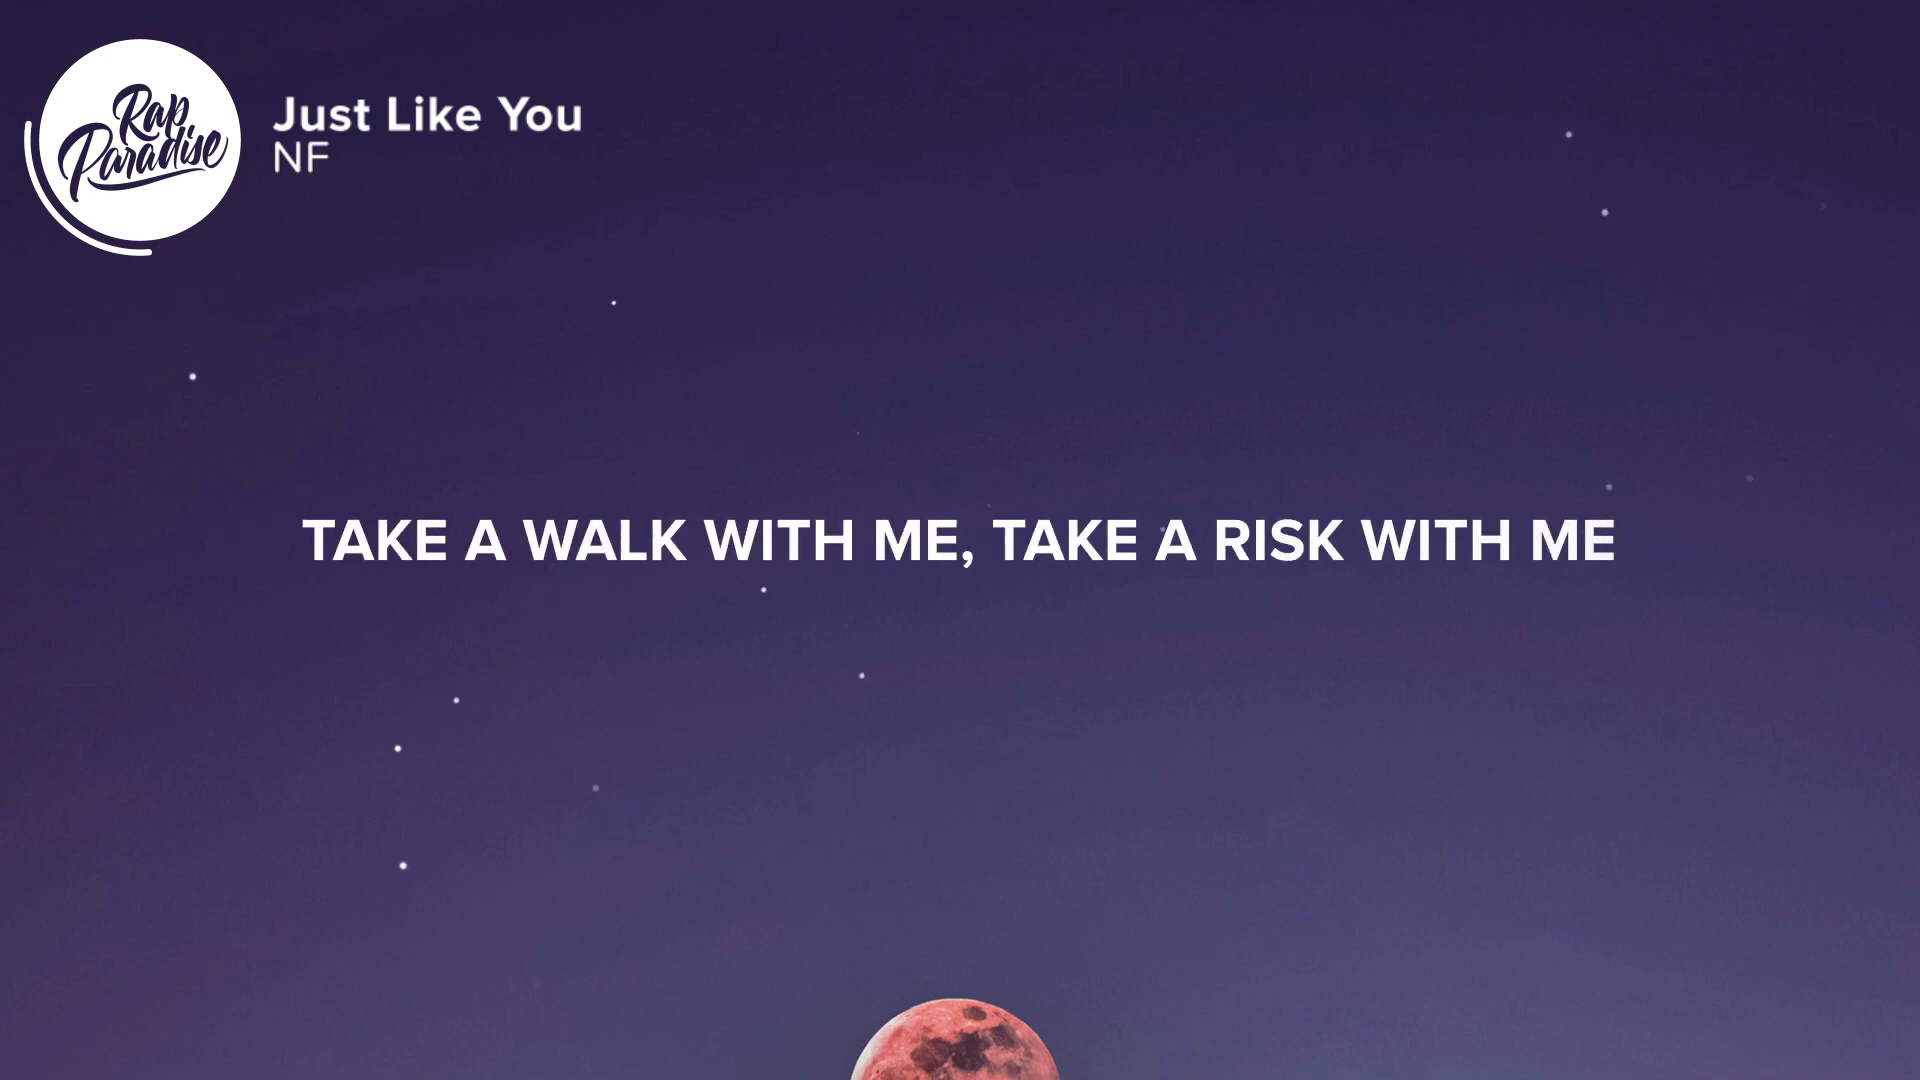 Rap
Paradise
Just Like You
NF
TAKE A WALK WITH ME, TAKE A RISK WITH ME